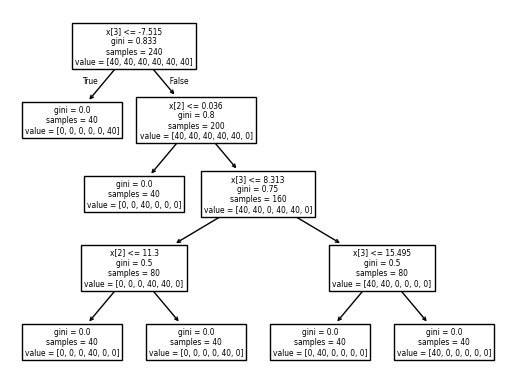 x[3] <= -7.515
gini = 0.833
samples = 240
value = [40, 40, 40, 40, 40, 40]
True
False
gini = 0.0
samples = 40
value = [0, 0, 0, 0, 0, 40]
x[2] <= 0.036
gini = 0.8
samples = 200
value = [40, 40, 40, 40, 40, 0]
gini = 0.0
samples = 40
value = [0, 0, 40, 0, 0, 0]
x[3] <= 8.313
gini = 0.75
samples = 160
value = [40, 40, 0, 40, 40, 0]
x[2] <= 11.3
gini = 0.5
samples = 80
value = [0, 0, 0, 40, 40, 0]
x[3] <= 15.495
gini = 0.5
samples = 80
value = [40, 40, 0, 0, 0, 0]
gini = 0.0
samples = 40
value = [0, 0, 0, 40, 0, 0]
gini = 0.0
samples = 40
value = [0, 0, 0, 0, 40, 0]
gini = 0.0
samples = 40
value = [0, 40, 0, 0, 0, 0]
gini = 0.0
samples = 40
value = [40, 0, 0, 0, 0, 0]